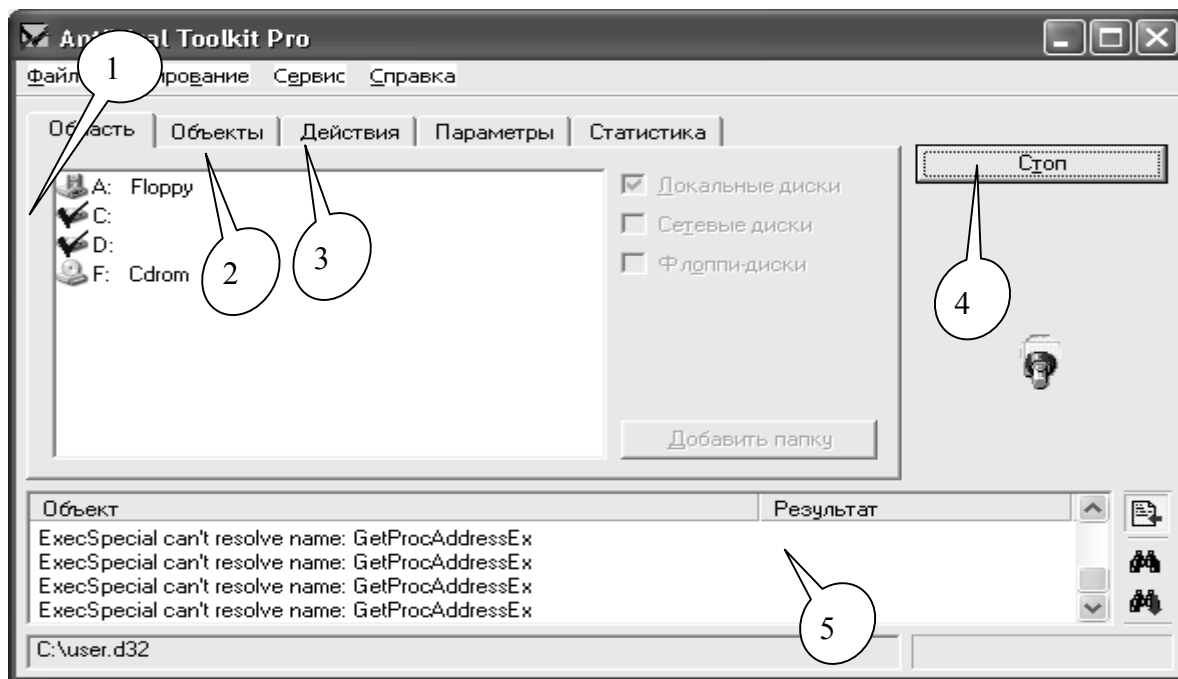 Toolkit Pro
1
Сервис Справка
Область Объекты Действия Параметры Статистика
Стоп
A: Floppy
C:
D:
F: Cdrom
Локальные диски
Сетевые диски
Флоппи-диски
2
3
4
Добавить папку
Объект Результат
ExecSpecial can't resolve name: GetProcAddressEx
ExecSpecial can't resolve name: GetProcAddressEx
ExecSpecial can't resolve name: GetProcAddressEx
ExecSpecial can't resolve name: GetProcAddressEx
5
C:\user.d32